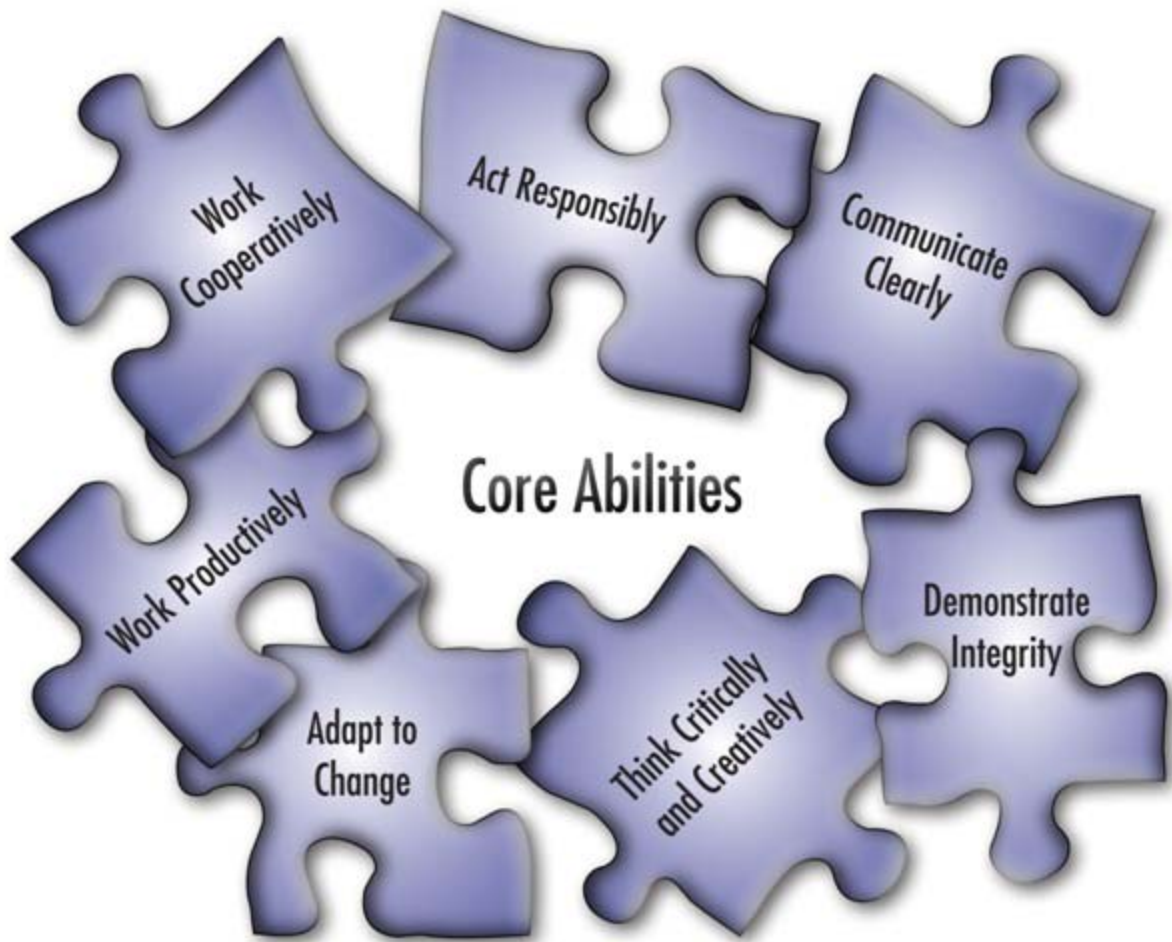 Work
Cooperatively
Act Responsibly
Communicate
Clearly
Core Abilities
Work Productively
Demonstrate
Integrity
Adapt to
Change
Think Critically
and Creatively